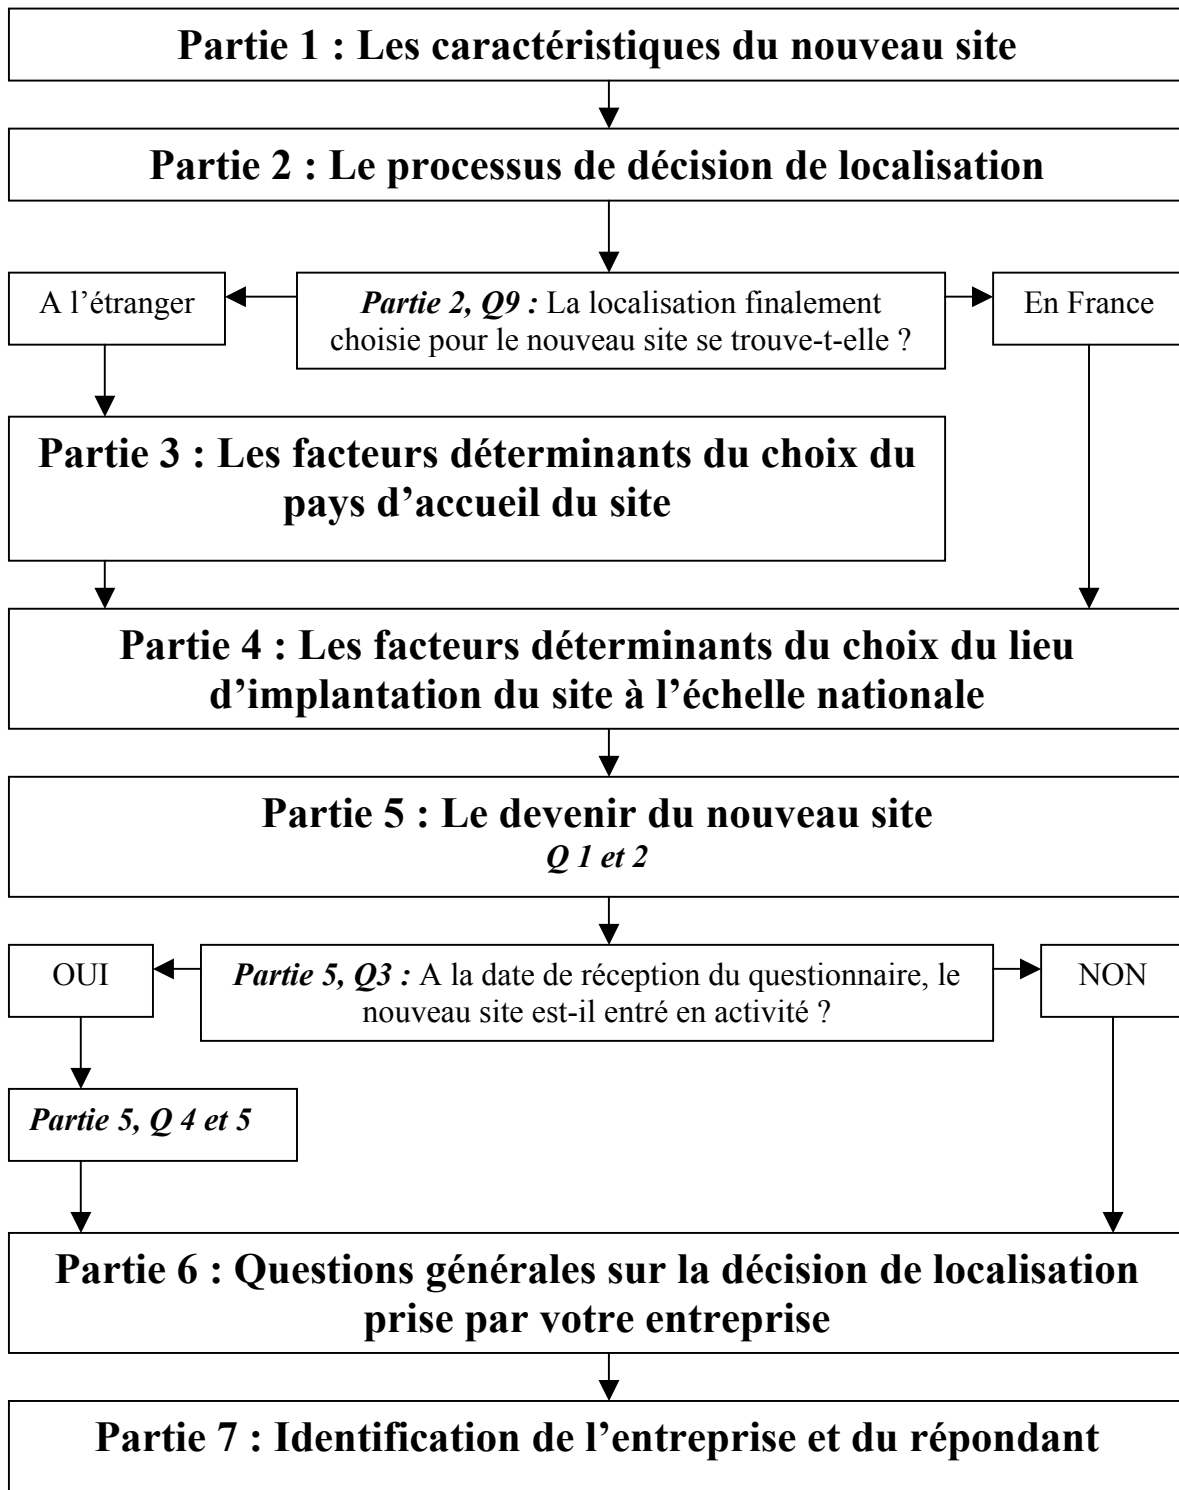 Partie 1 : Les caractéristiques du nouveau site
Partie 2 : Le processus de décision de localisation
A l’étranger
Partie 2, Q9 : La localisation finalement
choisie pour le nouveau site se trouve-t-elle ?
En France
Partie 3 : Les facteurs déterminants du choix du
pays d’accueil du site
Partie 4 : Les facteurs déterminants du choix du lieu
d’implantation du site à l’échelle nationale
Partie 5 : Le devenir du nouveau site
Q 1 et 2
OUI
Partie 5, Q3 : A la date de réception du questionnaire, le
nouveau site est-il entré en activité ?
NON
Partie 5, Q 4 et 5
Partie 6 : Questions générales sur la décision de localisation
prise par votre entreprise
Partie 7 : Identification de l’entreprise et du répondant